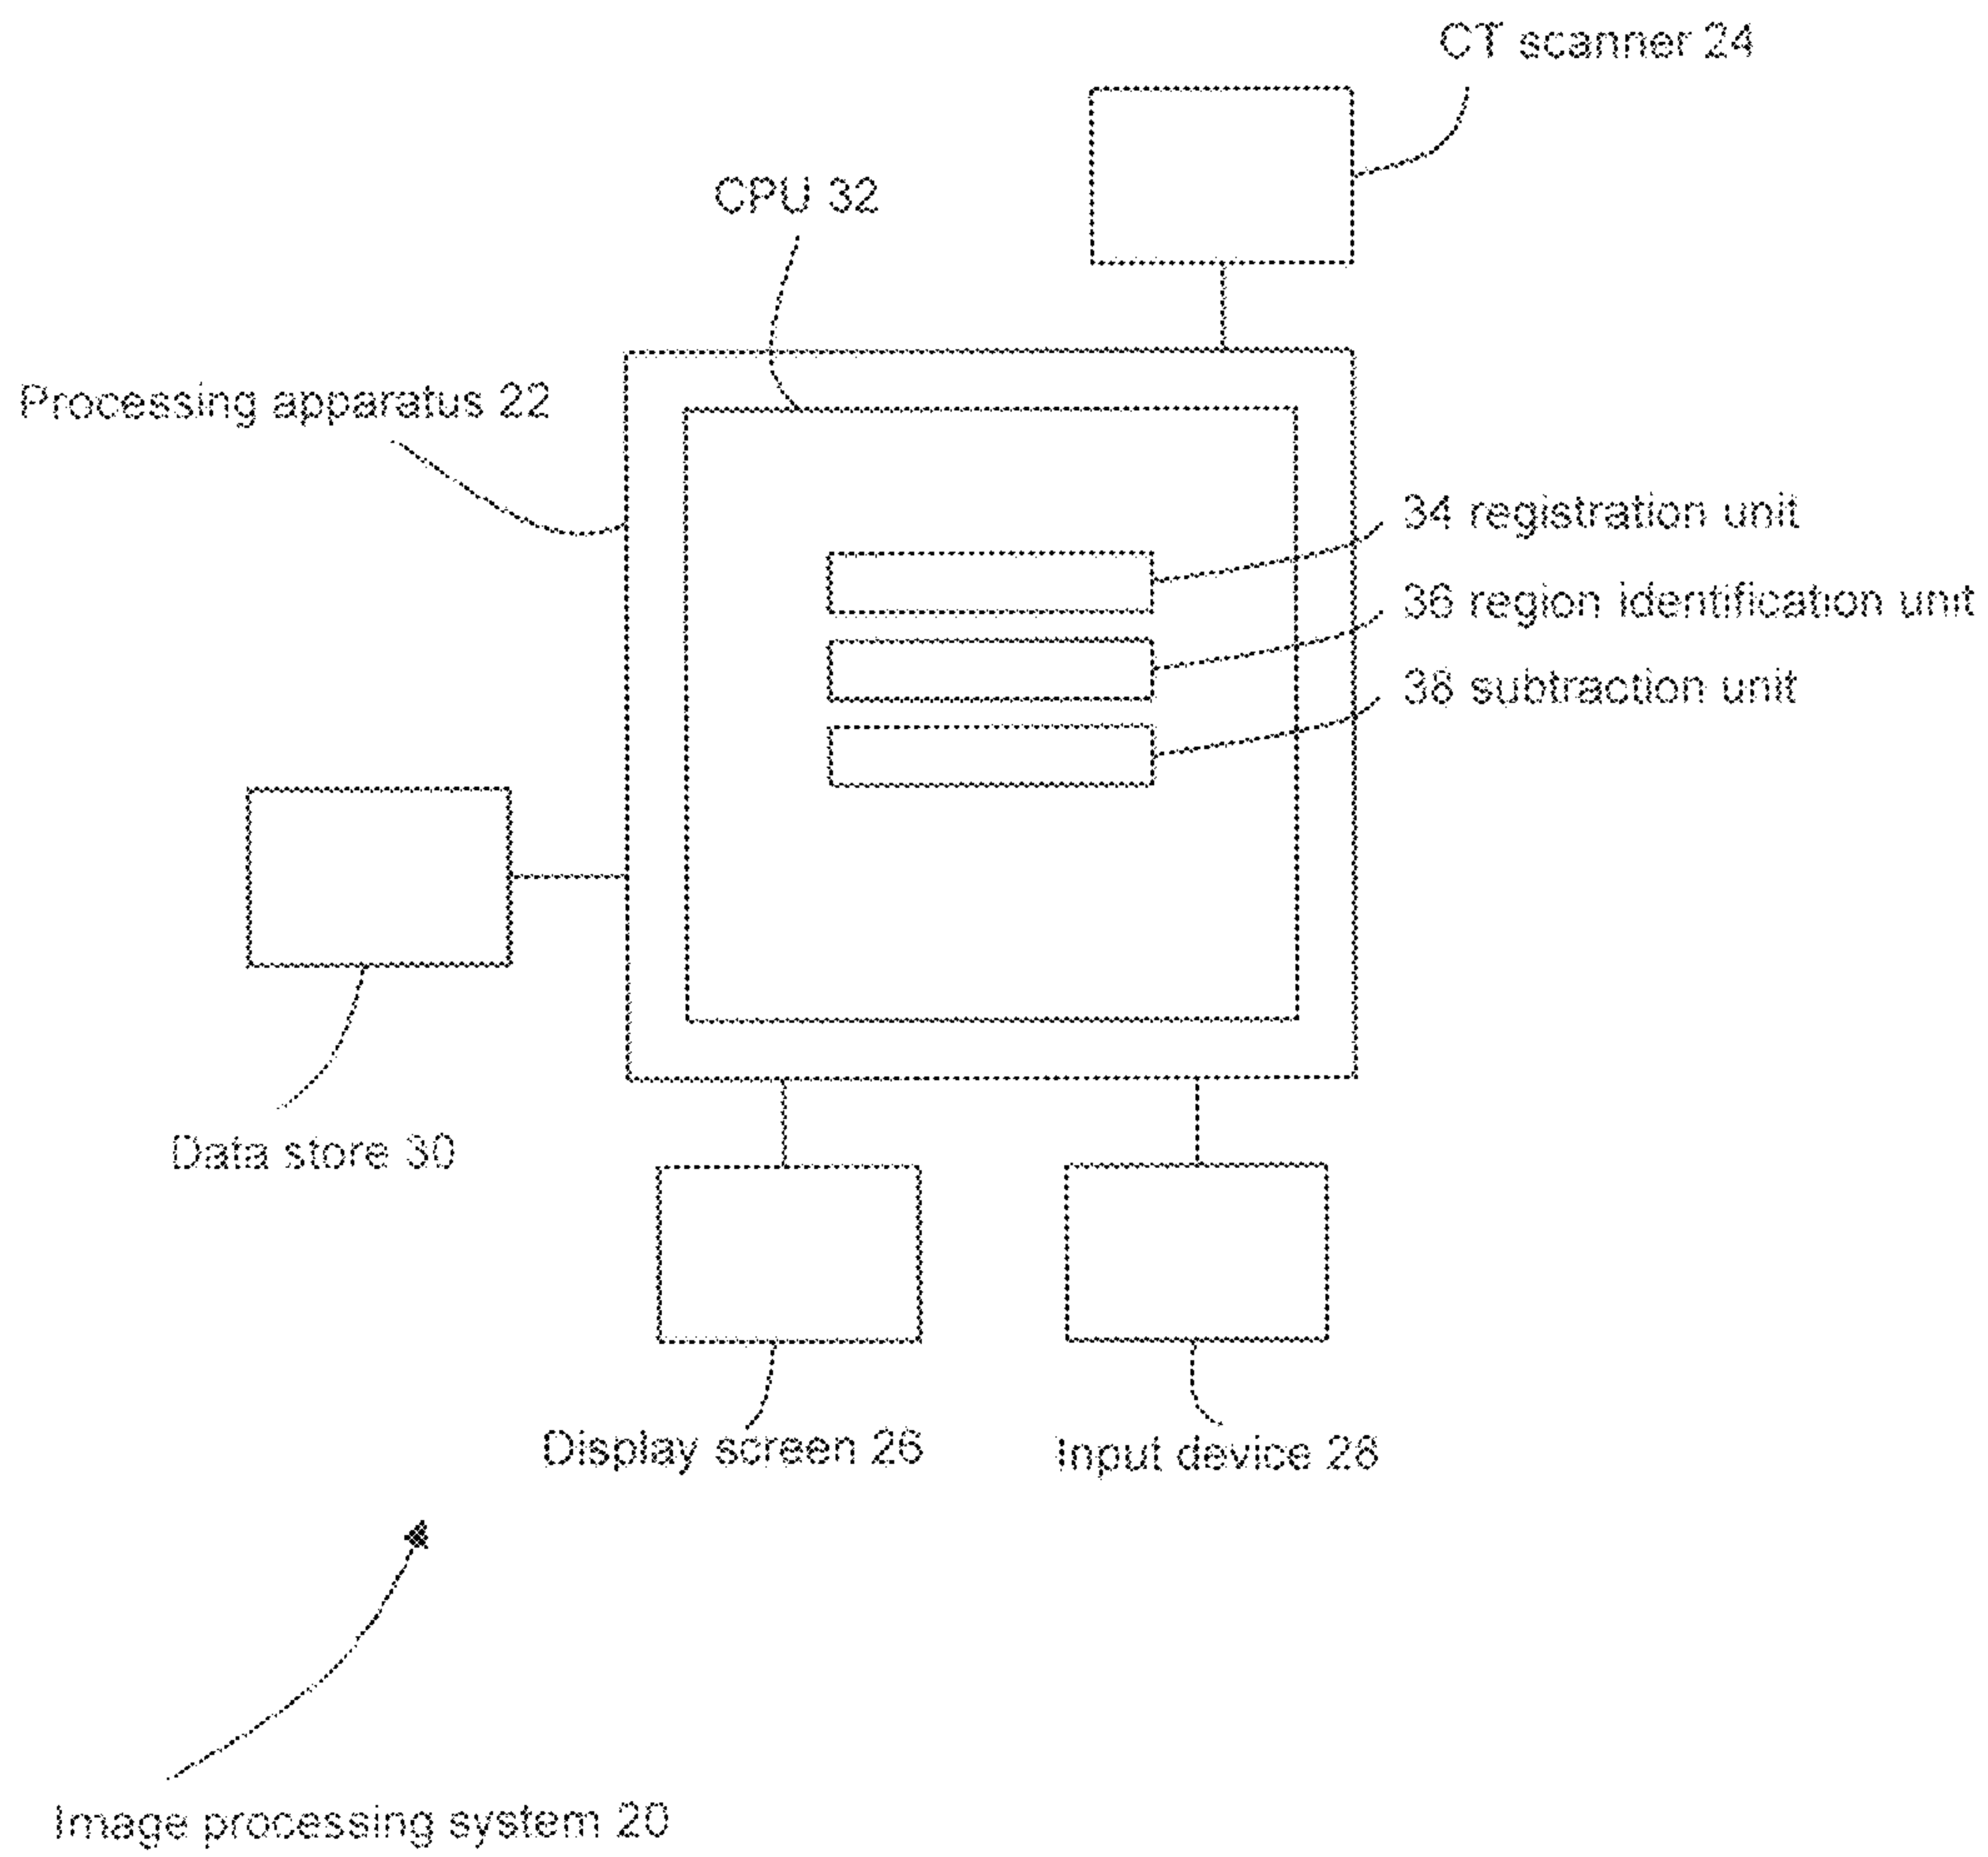 CT scanner 24
CPU 32
Processing apparatus 22
34 registration unit
36 region identification unit
38 subtraction unit
Data store 30
Display screen 26
Input device 28
Image processing system 20